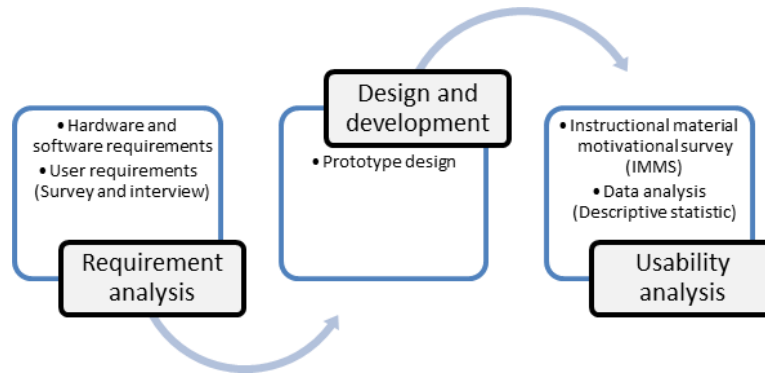 • Hardware and
software requirements
• User requirements
(Survey and interview)
Requirement
analysis
Design and
development
• Prototype design
• Instructional material
motivational survey
(IMMS)
• Data analysis
(Descriptive statistic)
Usability
analysis